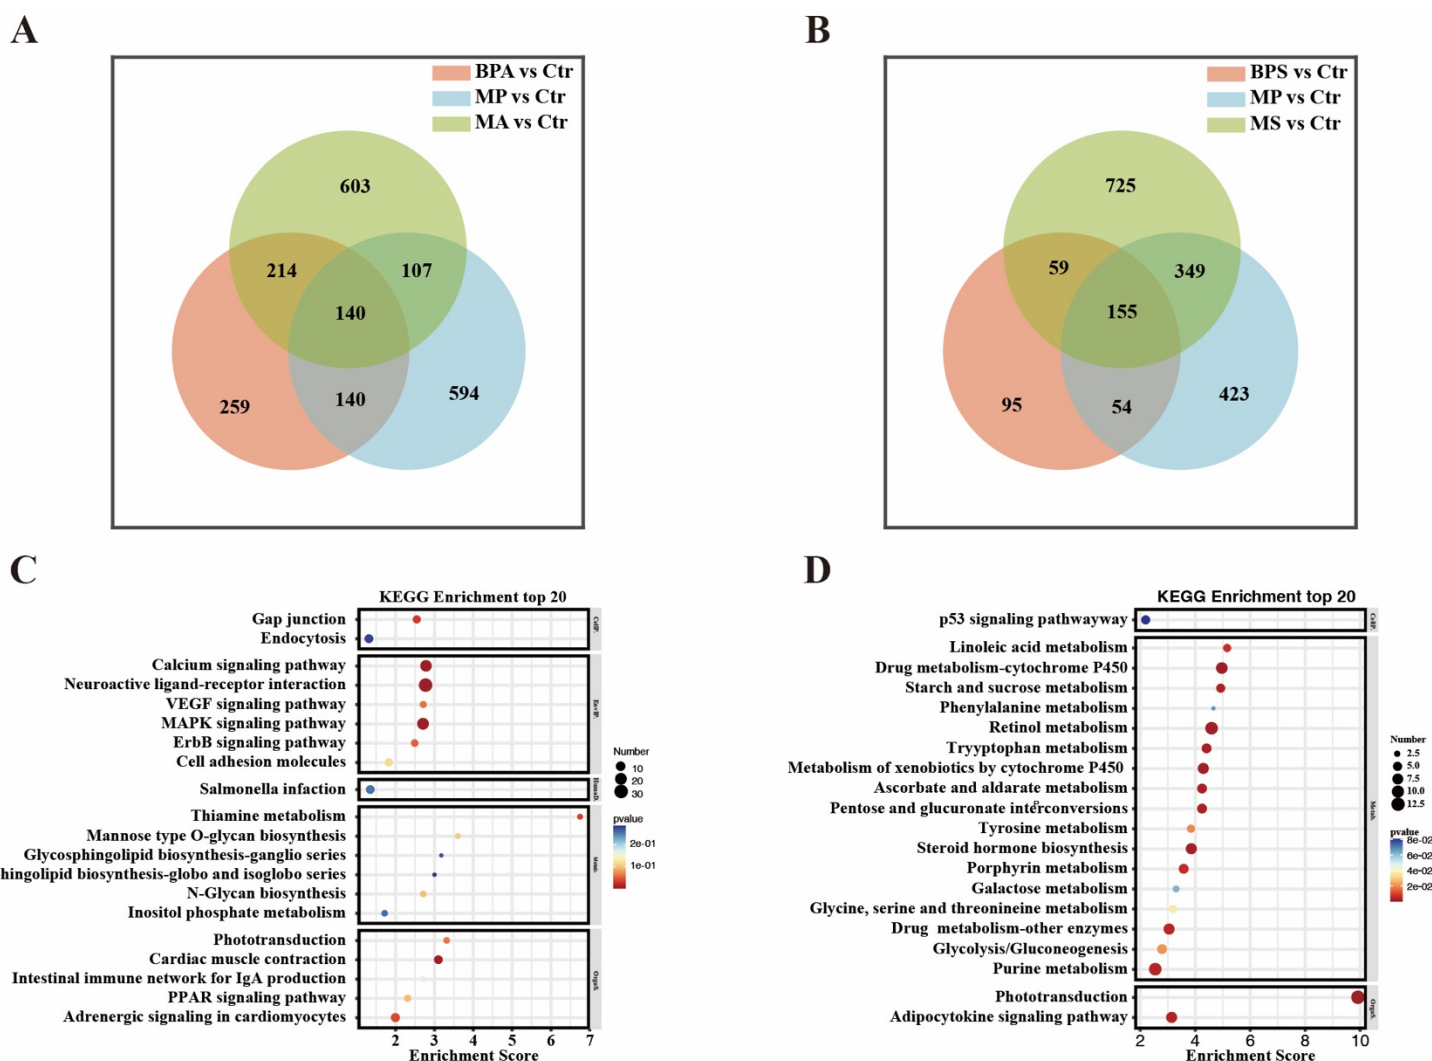 A
BPA vs Ctr
MP vs Ctr
MA vs Ctr
603
214
107
140
259
140
594
B
BPS vs Ctr
MP vs Ctr
MS vs Ctr
725
59
349
155
95
54
423
C
KEGG Enrichment top 20
Gap junction
Endocytosis
CellP.
Calcium signaling pathway
Neuroactive ligand-receptor interaction
VEGF signaling pathway
MAPK signaling pathway
ErbB signaling pathway
Cell adhesion molecules
EnvIP.
Salmonella infaction
HumaD.
Thiamine metabolism
Mannose type O-glycan biosynthesis
Glycosphingolipid biosynthesis-ganglio series
hingolipid biosynthesis-globo and isoglobo series
N-Glycan biosynthesis
Inositol phosphate metabolism
Metab.
Phototransduction
Cardiac muscle contraction
Intestinal immune network for IgA production
PPAR signaling pathway
Adrenergic signaling in cardiomyocytes
OrgaS.
2 3 4 5 6 7
Enrichment Score
Number
10
20
30
pvalue
2e-01
1e-01
D
KEGG Enrichment top 20
p53 signaling pathwayway
CellP.
Linoleic acid metabolism
Drug metabolism-cytochrome P450
Starch and sucrose metabolism
Phenylalanine metabolism
Retinol metabolism
Tryyptophan metabolism
Metabolism of xenobiotics by cytochrome P450
Ascorbate and aldarate metabolism
Pentose and glucuronate interconversions
Tyrosine metabolism
Steroid hormone biosynthesis
Porphyrin metabolism
Galactose metabolism
Glycine, serine and threonineine metabolism
Drug metabolism-other enzymes
Glycolysis/Gluconeogenesis
Purine metabolism
Metab.
Phototransduction
Adipocytokine signaling pathway
OrgaS.
2 4 6 8 10
Enrichment Score
Number
2.5
5.0
7.5
10.0
12.5
pvalue
8e-02
6e-02
4e-02
2e-02